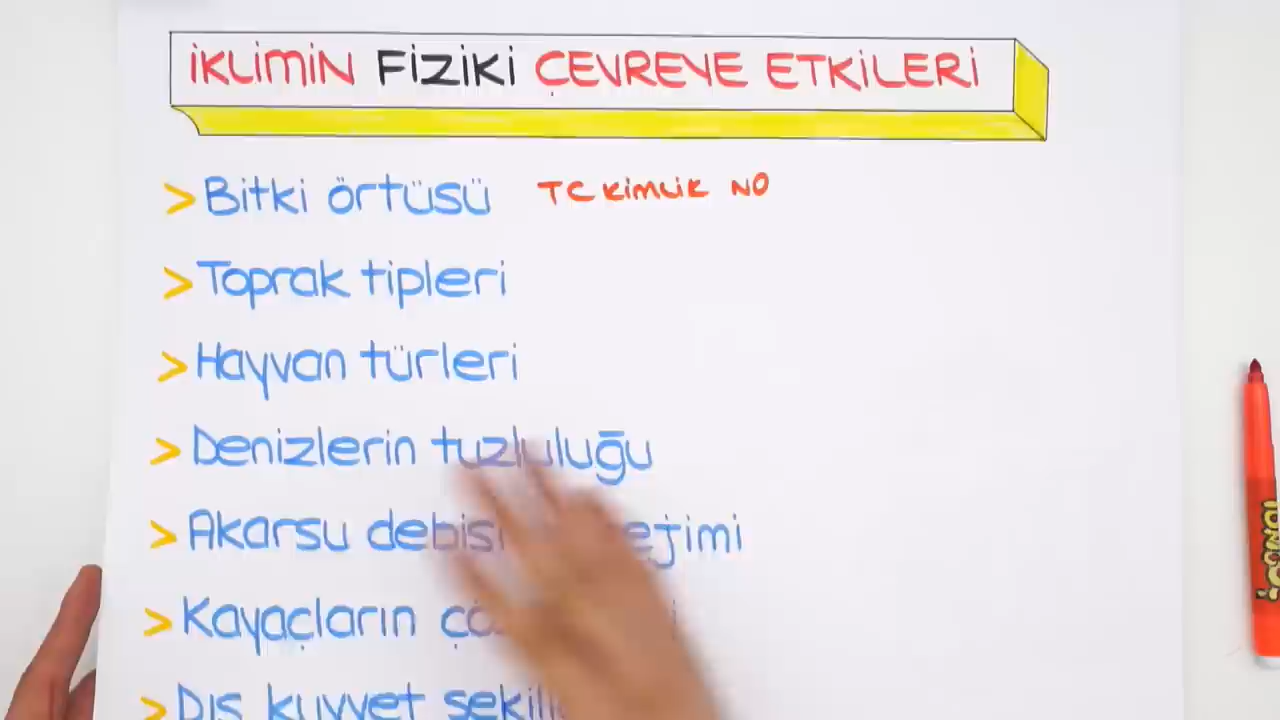 İKLİMİN FİZİKİ ÇEVREYE ETKİLERİ
> Bitki örtüsü TC KİMLİK NO
> Toprak tipleri
> Hayvan türleri
> Denizlerin tuzluluğu
> Akarsu debisi
> Kayaçların
> Dış kuvvet